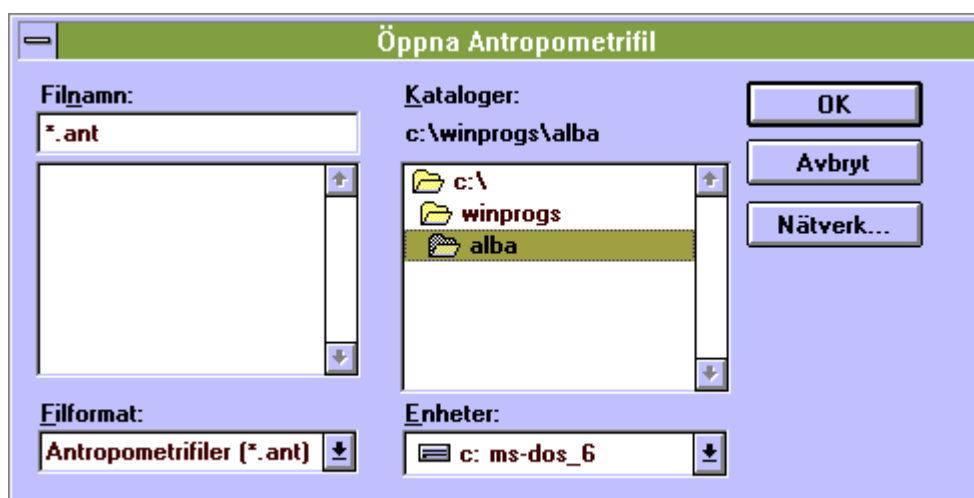 Öppna Antropometrifil
Filnamn:
*.ant
Kataloger:
c:\winprogs\alba
c:\
winprogs
alba
OK
Avbryt
Nätverk...
Filformat:
Antropometrifiler (*.ant)
Enheter:
c: ms-dos_6